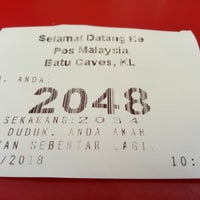 Selamat Datang Ke
Pos Malaysia
Batu Caves, KL
ANDA:
2048
SEKARANG:2034
DUDUK. ANDA AKAN
SEBENTAR LAGI.
/2018 10: